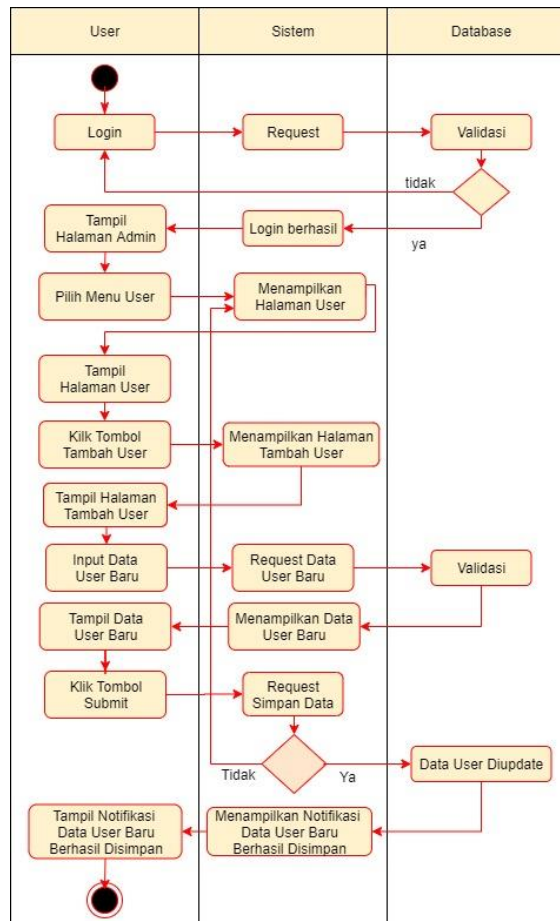 User
Sistem
Database
Login
Request
Validasi
tidak
Tampil
Halaman Admin
Login berhasil
ya
Pilih Menu User
Menampilkan
Halaman User
Tampil
Halaman User
Kilk Tombol
Tambah User
Menampilkan Halaman
Tambah User
Tampil Halaman
Tambah User
Input Data
User Baru
Request Data
User Baru
Validasi
Tampil Data
User Baru
Menampilkan Data
User Baru
Klik Tombol
Submit
Request
Simpan Data
Tidak
Ya
Data User Diupdate
Tampil Notifikasi
Data User Baru
Berhasil Disimpan
Menampilkan Notifikasi
Data User Baru
Berhasil Disimpan